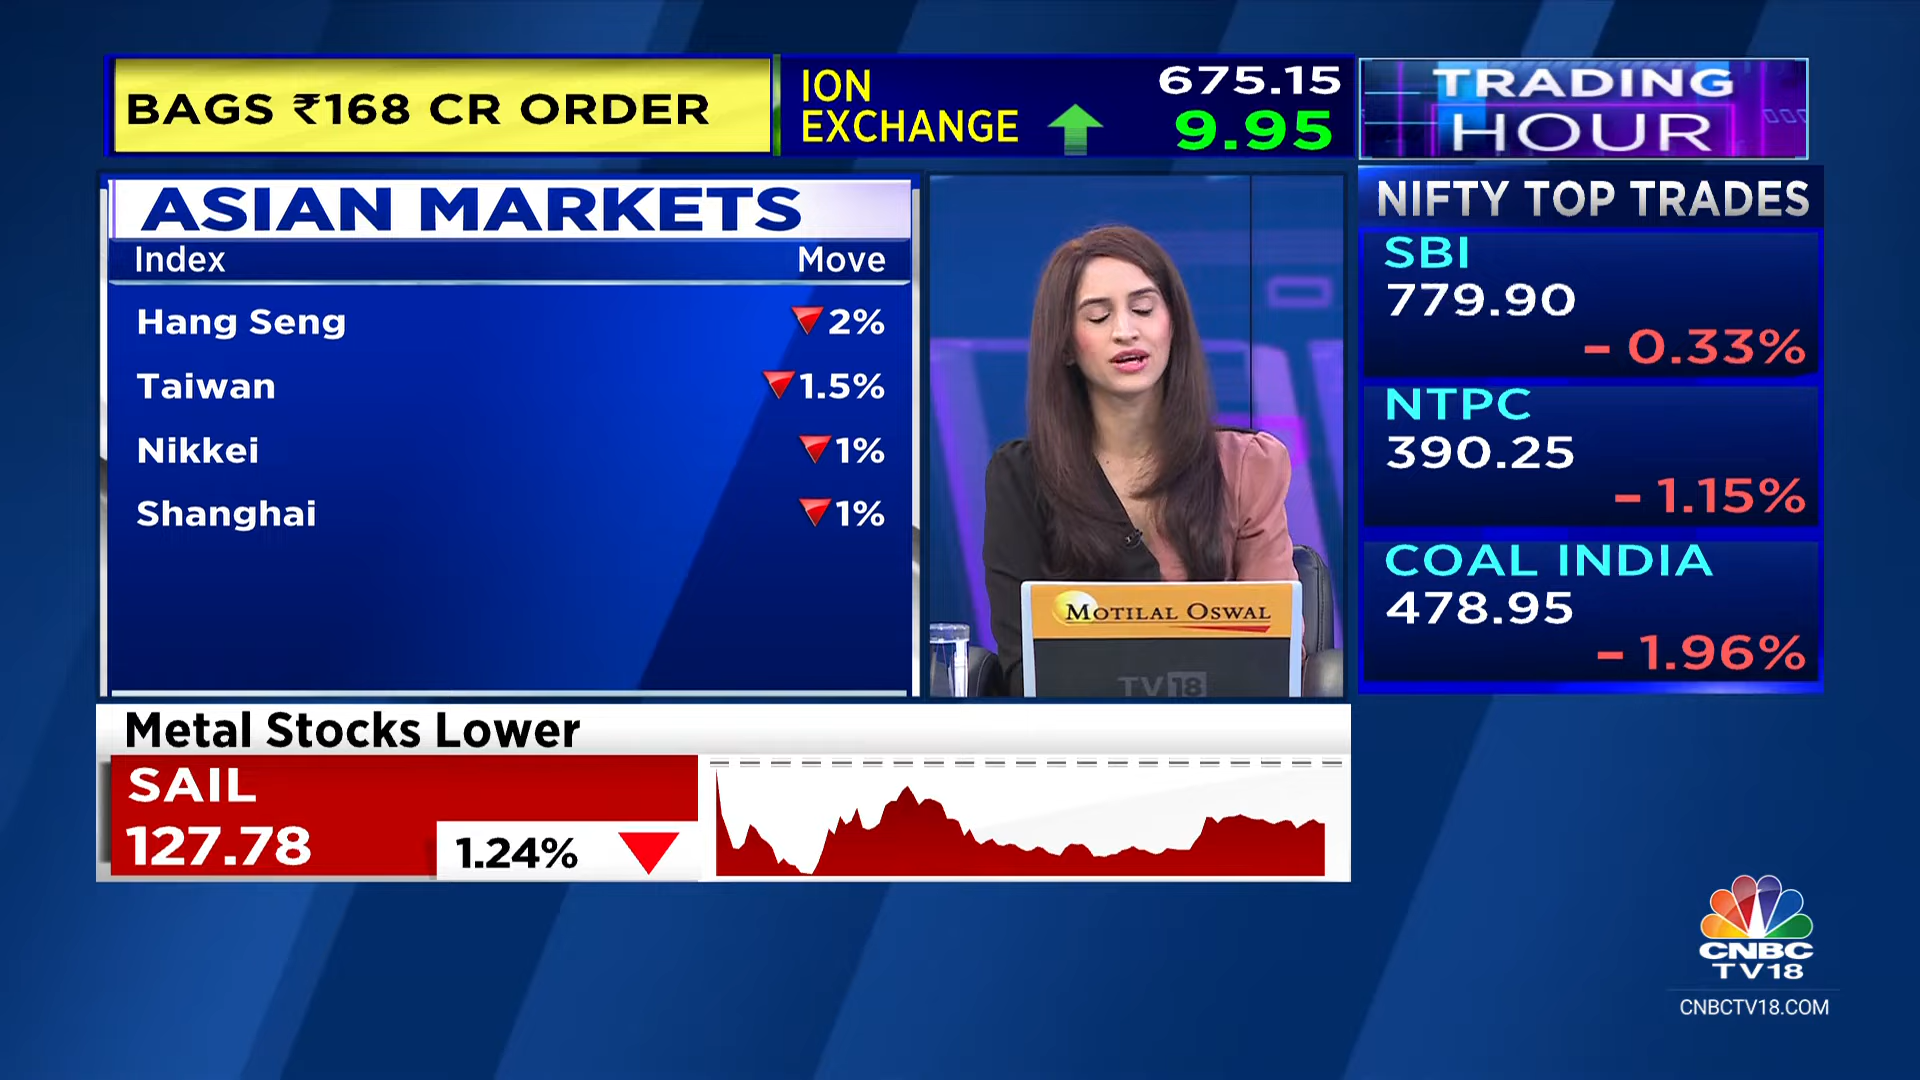 BAGS ₹168 CR ORDER
ION
EXCHANGE
675.15
9.95
TRADING
HOUR
ASIAN MARKETS
Index Move
Hang Seng 2%
Taiwan 1.5%
Nikkei 1%
Shanghai 1%
MOTILAL OSWAL
TV18
NIFTY TOP TRADES
SBI
779.90
- 0.33%
NTPC
390.25
- 1.15%
COAL INDIA
478.95
- 1.96%
Metal Stocks Lower
SAIL
127.78
1.24%
CNBC
TV18
CNBCTV18.COM